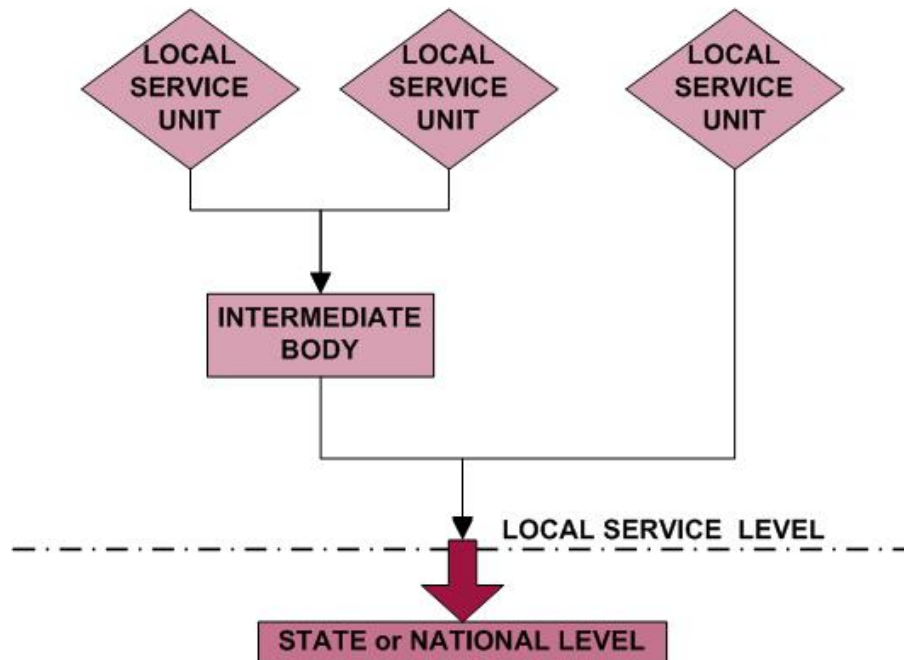 LOCAL
SERVICE
UNIT
LOCAL
SERVICE
UNIT
LOCAL
SERVICE
UNIT
INTERMEDIATE
BODY
LOCAL SERVICE LEVEL
STATE or NATIONAL LEVEL